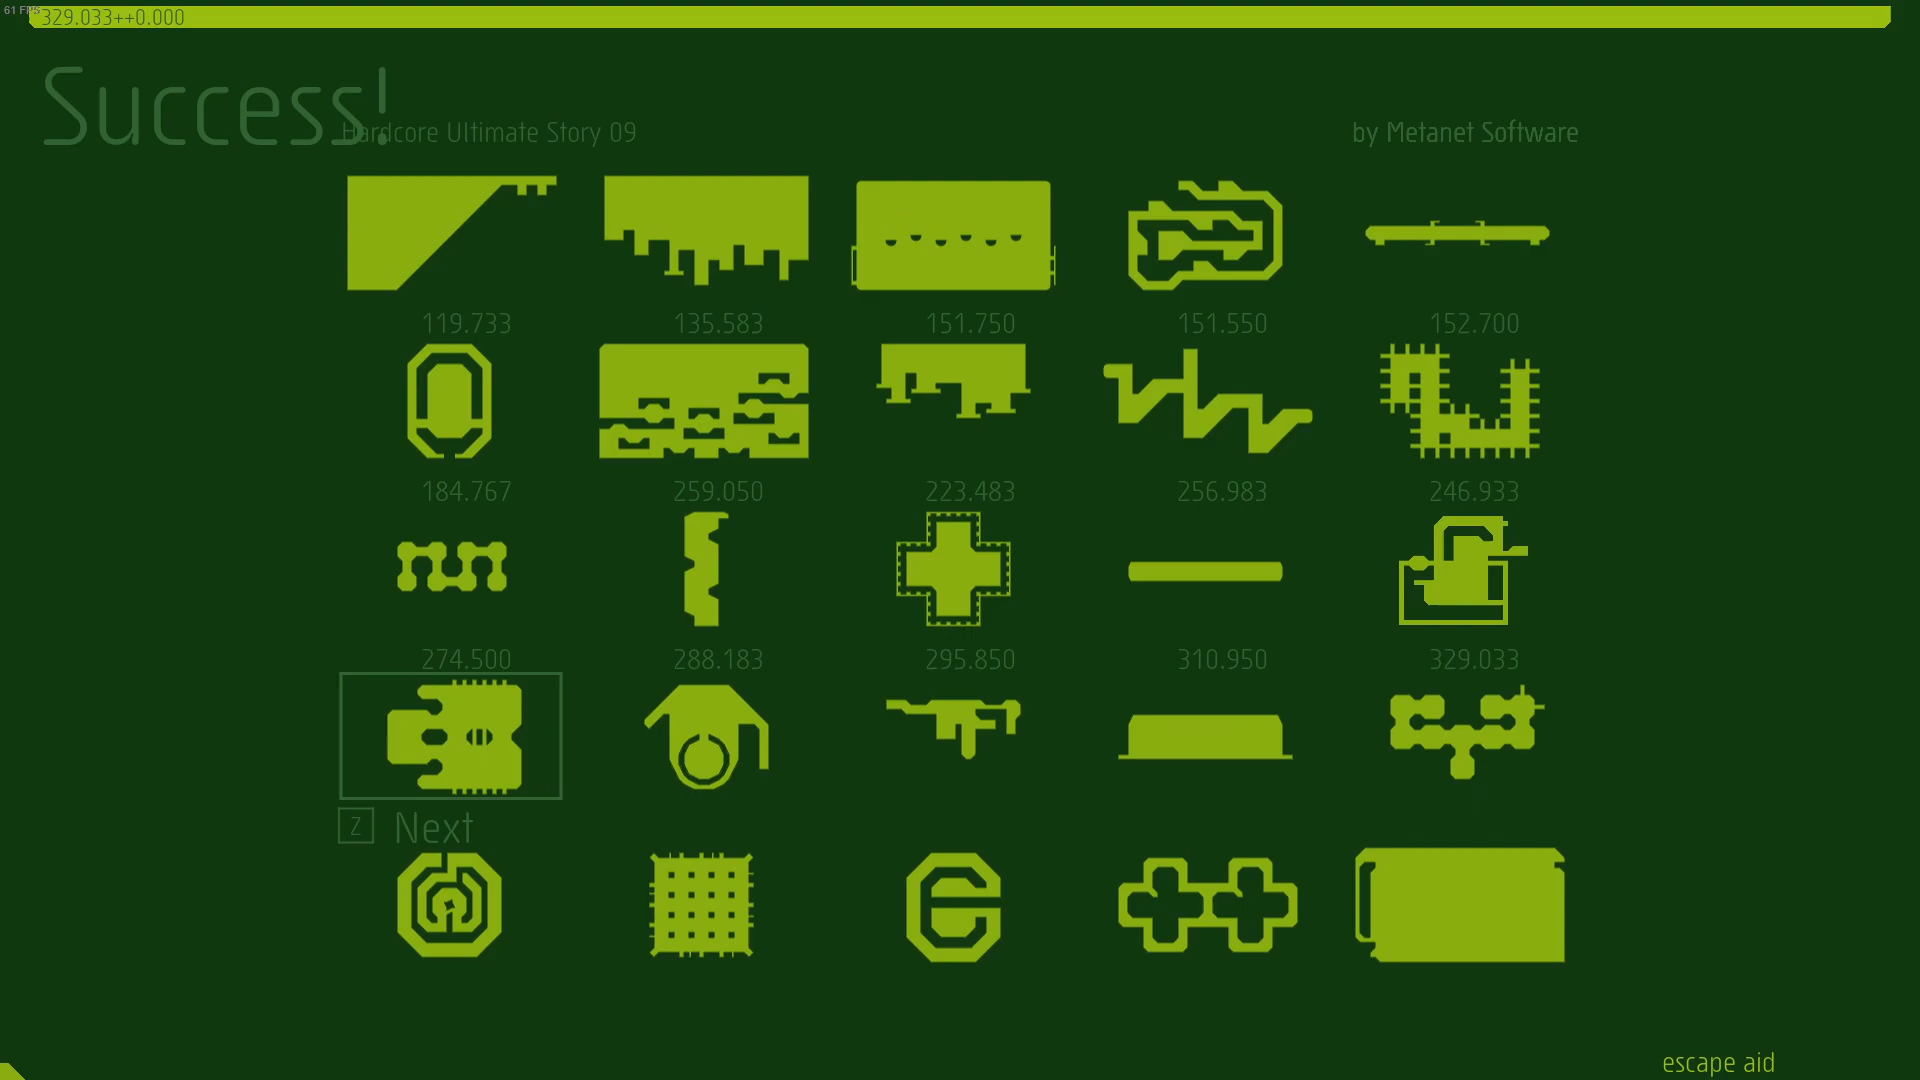 61 FPS
329.033++0.000
Success!
Hardcore Ultimate Story 09
by Metanet Software
119.733
135.583
151.750
151.550
152.700
184.767
259.050
223.483
256.983
246.933
274.500
288.183
295.850
310.950
329.033
Z Next
escape aid